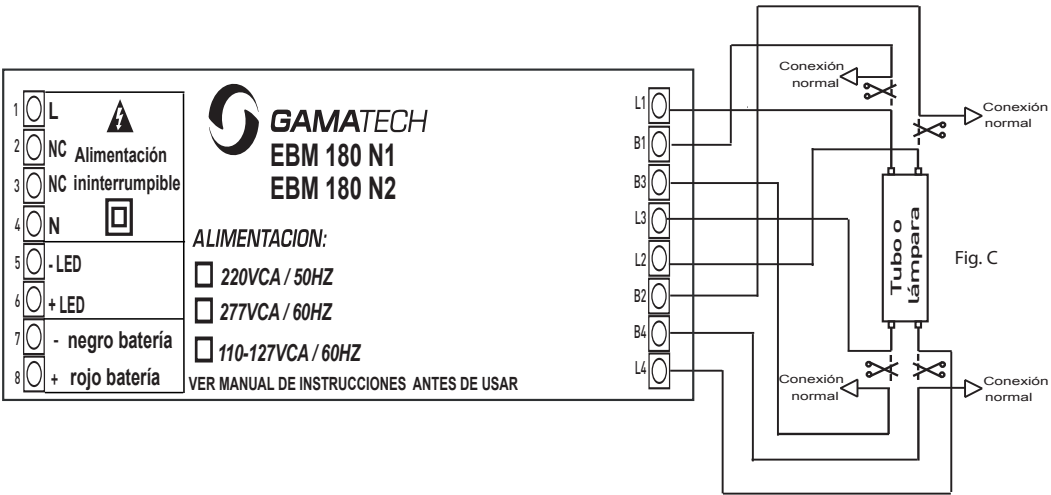 1 L
2 NC
3 NC
4 N
5 - LED
6 + LED
7 - negro batería
8 + rojo batería
Alimentación
ininterrumpible
GAMATECH
EBM 180 N1
EBM 180 N2
ALIMENTACION:
220VCA / 50HZ
277VCA / 60HZ
110-127VCA / 60HZ
VER MANUAL DE INSTRUCCIONES ANTES DE USAR
L1
B1
B3
L3
L2
B2
B4
L4
Conexión
normal
Conexión
normal
Tubo o
lámpara
Fig. C
Conexión
normal
Conexión
normal